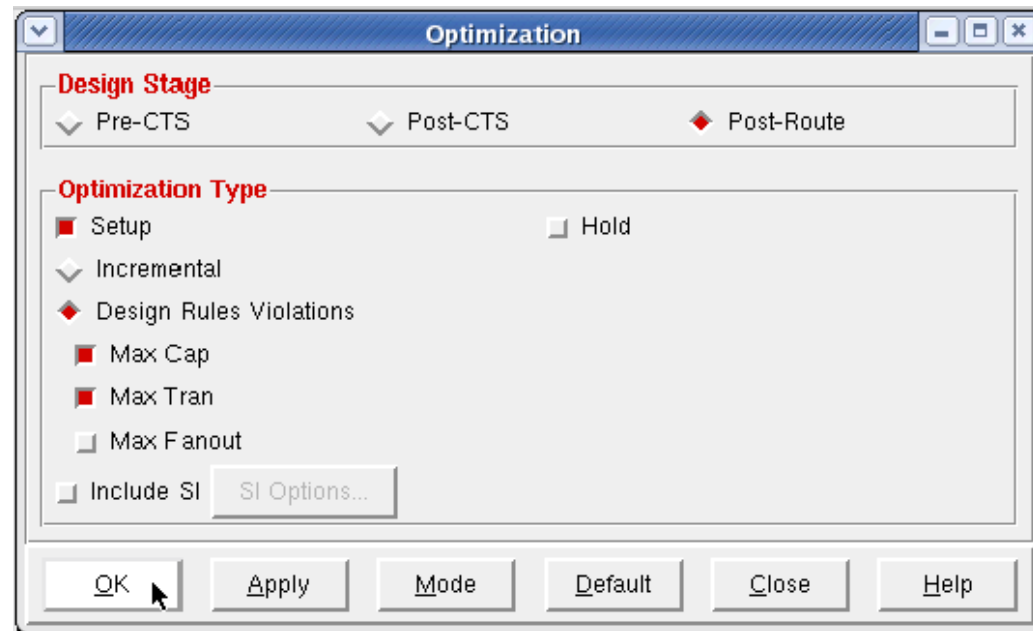 Optimization
Design Stage
Pre-CTS Post-CTS Post-Route
Optimization Type
Setup Hold
Incremental
Design Rules Violations
Max Cap
Max Tran
Max Fanout
Include SI SI Options...
OK Apply Mode Default Close Help